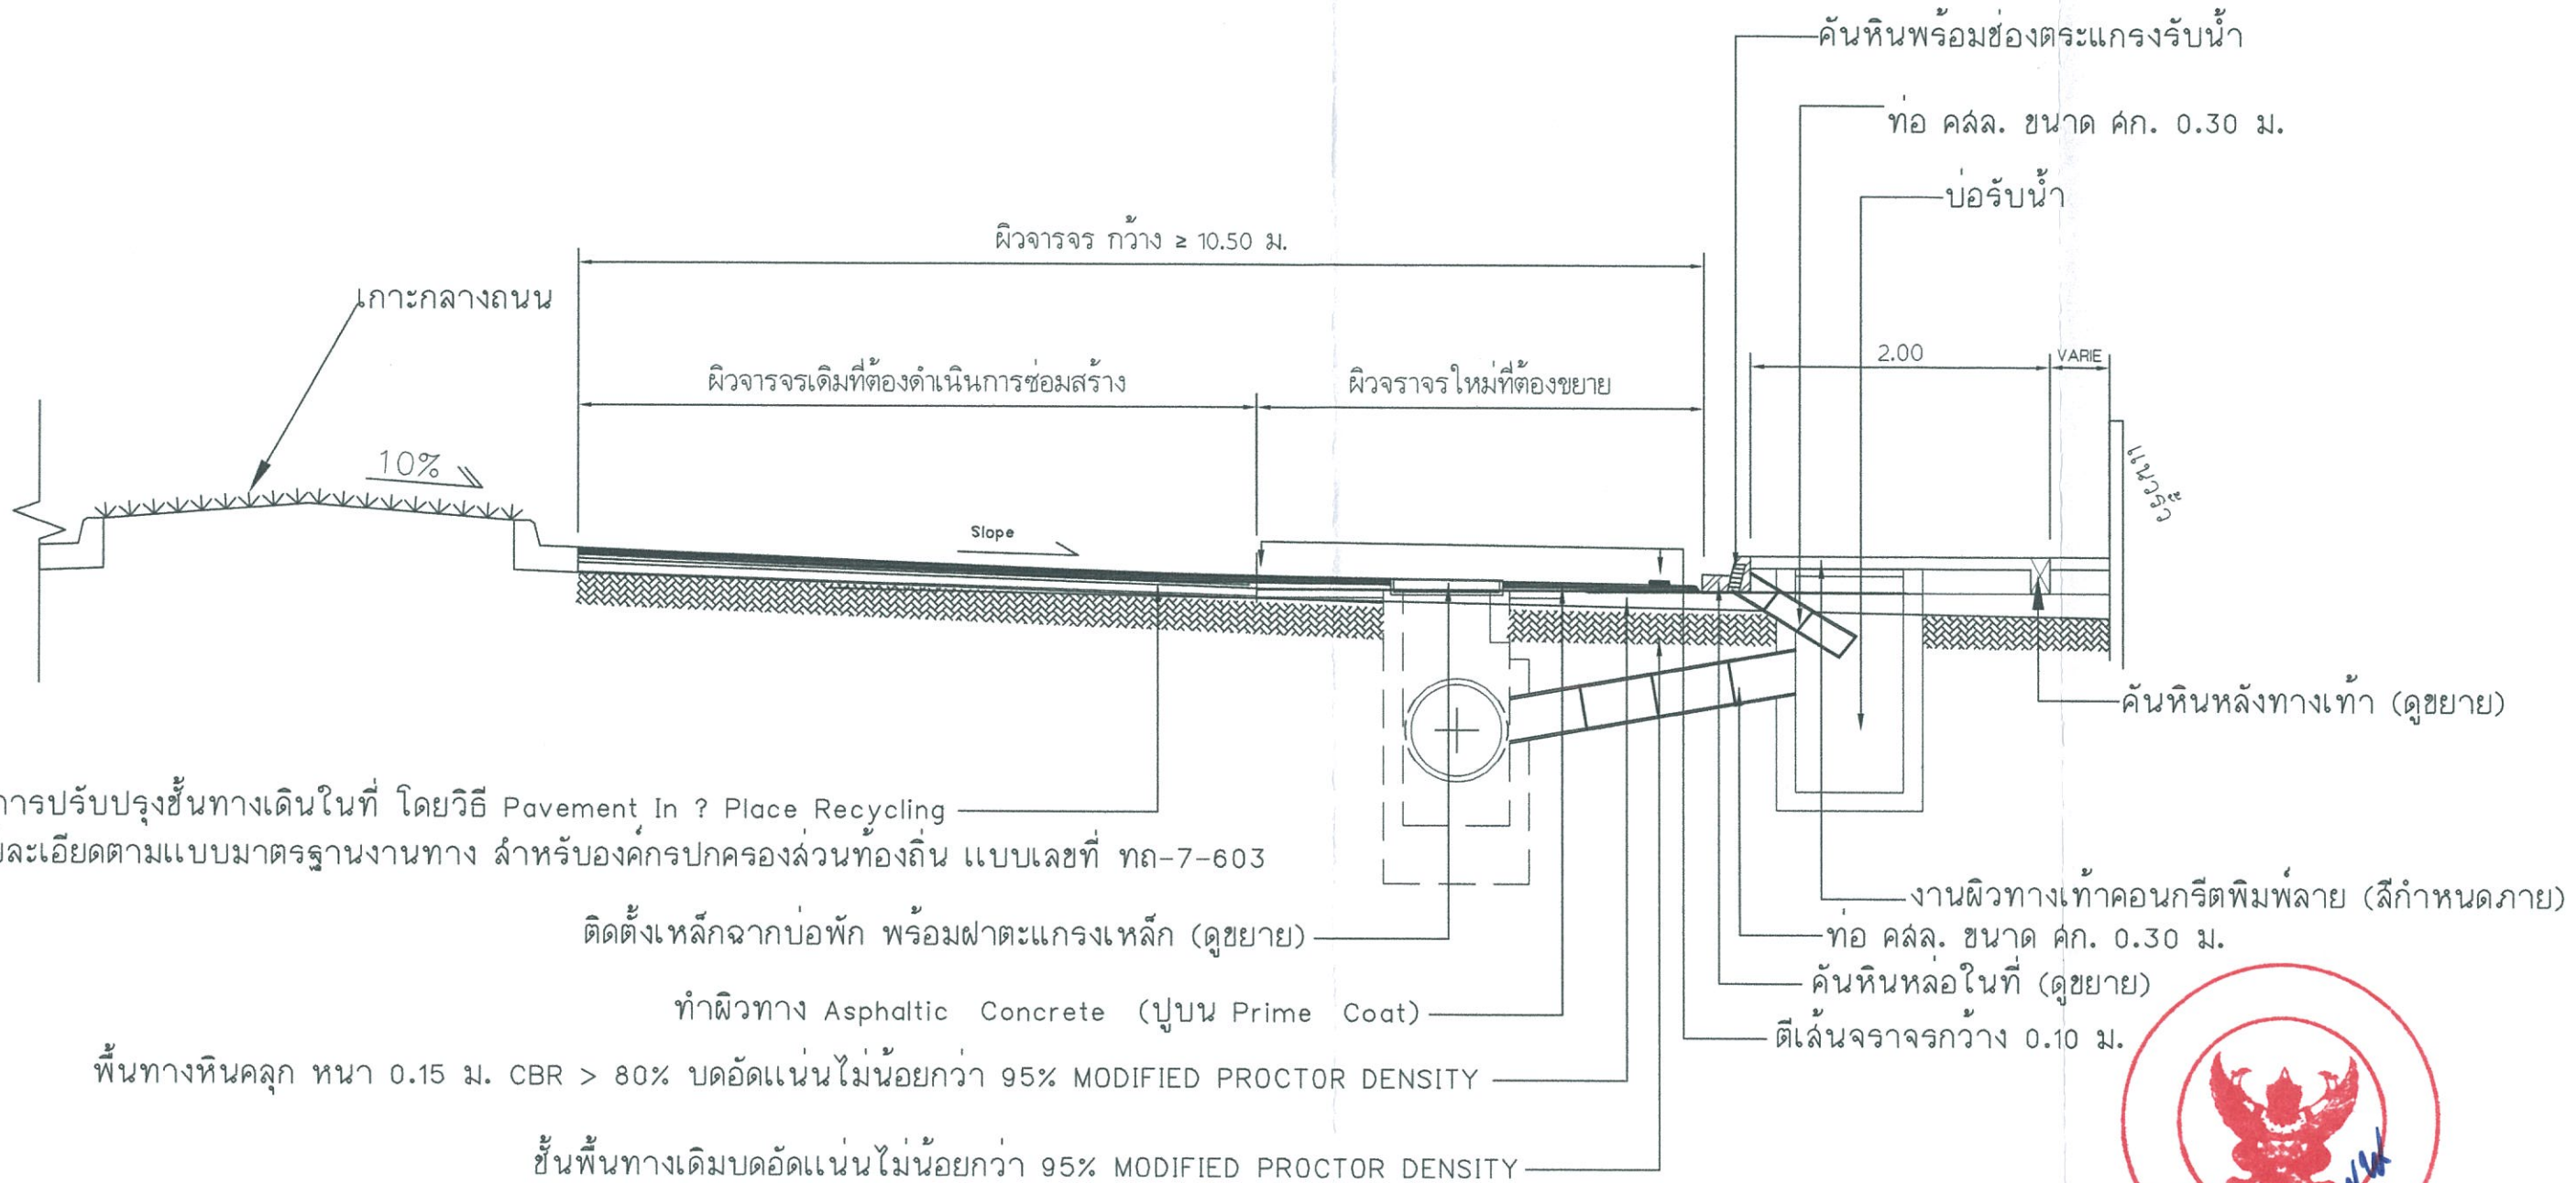 คันหินพร้อมช่องตระแกรงรับน้ำ
ท่อ คสล. ขนาด ศก. 0.30 ม.
บ่อรับน้ำ
ผิวจารจร กว้าง ≥ 10.50 ม.
เกาะกลางถนน
2.00
VARIE
ผิวจารจรเดิมที่ต้องดำเนินการซ่อมสร้าง
ผิวจราจรใหม่ที่ต้องขยาย
10%
แนวรั้ว
Slope
คันหินหลังทางเท้า (ดูขยาย)
การปรับปรุงชั้นทางเดินในที่ โดยวิธี Pavement In ? Place Recycling
ละเอียดตามแบบมาตรฐานงานทาง สำหรับองค์กรปกครองส่วนท้องถิ่น แบบเลขที่ ทถ-7-603
งานผิวทางเท้าคอนกรีตพิมพ์ลาย (สีกำหนดภาย)
ติดตั้งเหล็กฉากบ่อพัก พร้อมฝาตะแกรงเหล็ก (ดูขยาย)
ท่อ คสล. ขนาด ศก. 0.30 ม.
คันหินหล่อในที่ (ดูขยาย)
ทำผิวทาง Asphaltic Concrete (ปูบน Prime Coat)
ตีเส้นจราจรกว้าง 0.10 ม.
พื้นทางหินคลุก หนา 0.15 ม. CBR > 80% บดอัดแน่นไม่น้อยกว่า 95% MODIFIED PROCTOR DENSITY
ชั้นพื้นทางเดิมบดอัดแน่นไม่น้อยกว่า 95% MODIFIED PROCTOR DENSITY